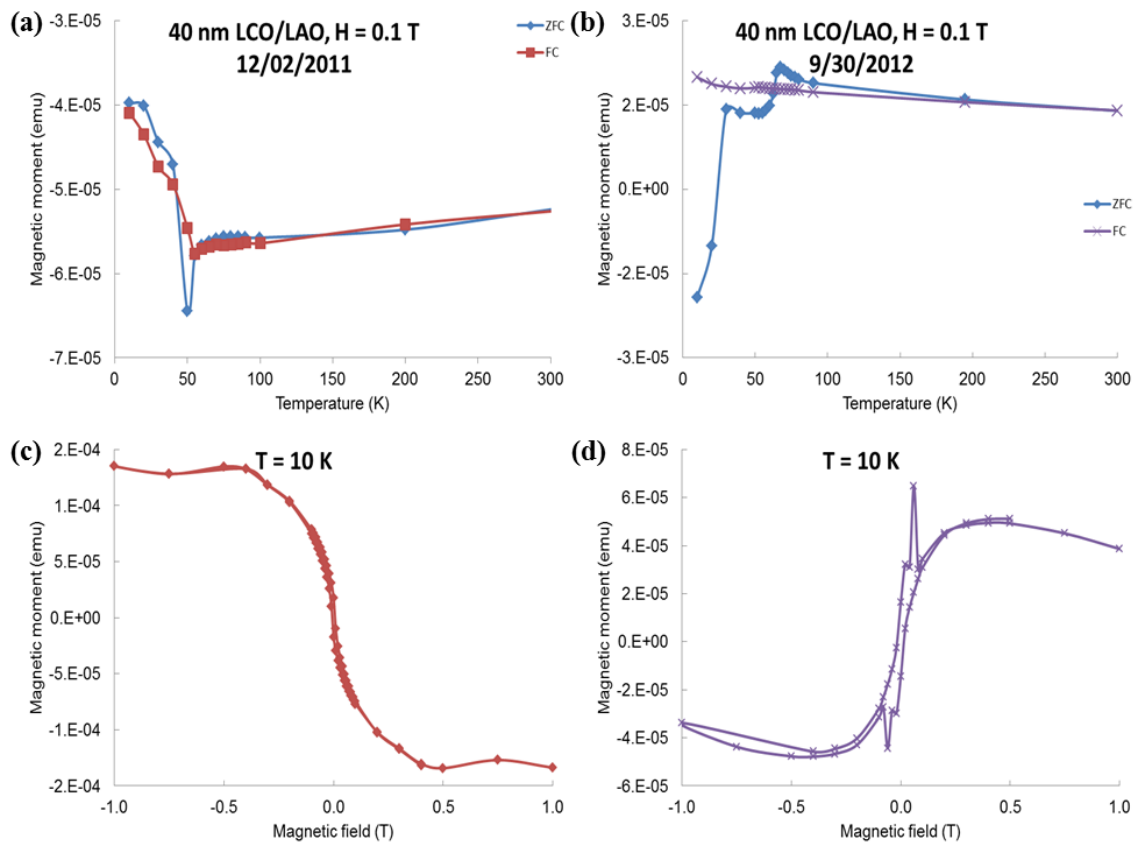 (a)
40 nm LCO/LAO, H = 0.1 T
12/02/2011
ZFC
FC
-3.E-05
-4.E-05
-5.E-05
-6.E-05
-7.E-05
Magnetic moment (emu)
0 50 100 150 200 250 300
Temperature (K)
(b)
40 nm LCO/LAO, H = 0.1 T
9/30/2012
ZFC
FC
3.E-05
2.E-05
0.E+00
-2.E-05
-3.E-05
Magnetic moment (emu)
0 50 100 150 200 250 300
Temperature (K)
(c)
T = 10 K
2.E-04
1.E-04
5.E-05
0.E+00
-5.E-05
-1.E-04
-2.E-04
Magnetic moment (emu)
-1.0 -0.5 0.0 0.5 1.0
Magnetic field (T)
(d)
T = 10 K
8.E-05
6.E-05
4.E-05
2.E-05
0.E+00
-2.E-05
-4.E-05
-6.E-05
Magnetic moment (emu)
-1.0 -0.5 0.0 0.5 1.0
Magnetic field (T)